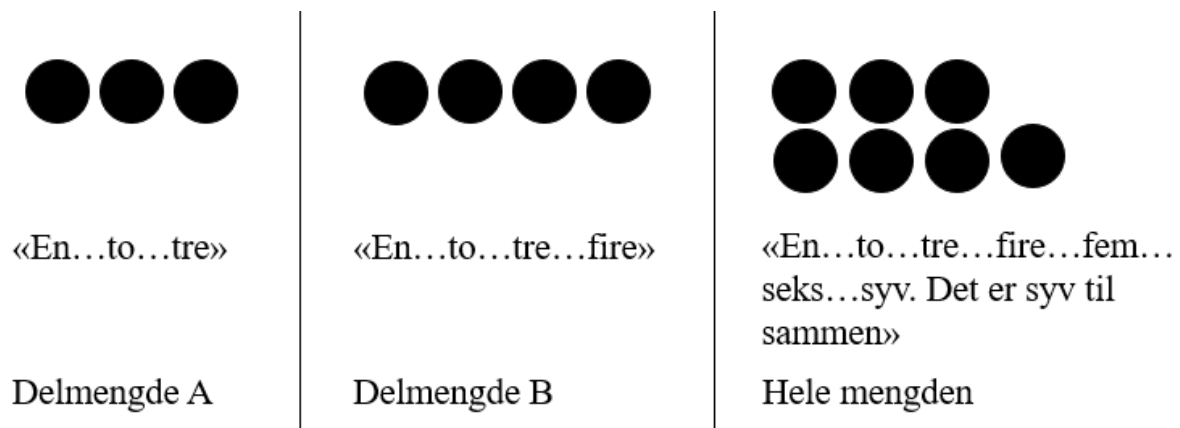 «En…to…tre»
Delmengde A
«En…to…tre…fire»
Delmengde B
«En…to…tre…fire…fem…
seks…syv. Det er syv til
sammen»
Hele mengden